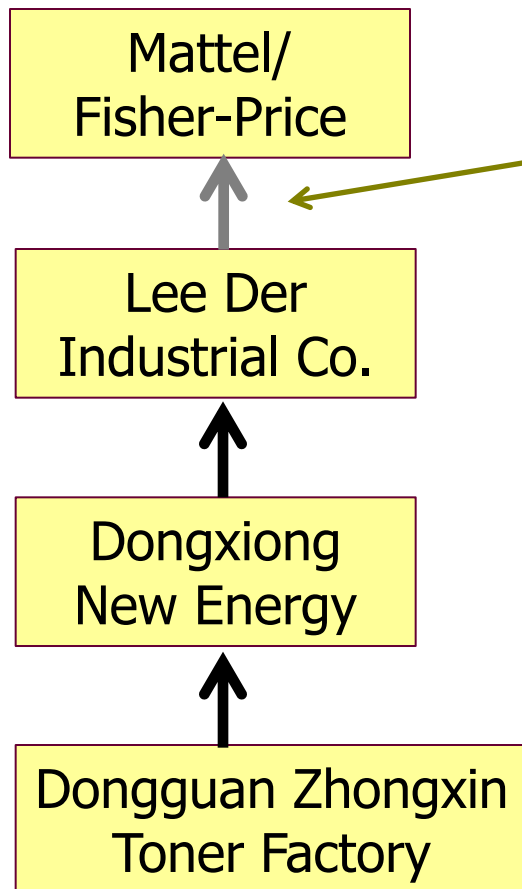 Mattel/
Fisher-Price
Lee Der
Industrial Co.
Dongxiong
New Energy
Dongguan Zhongxin
Toner Factory